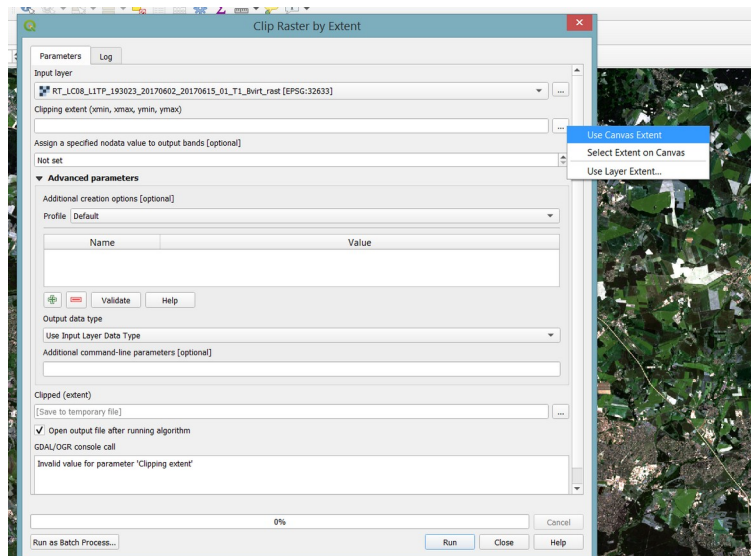 Clip Raster by Extent
Parameters Log
Input layer
RT_LC08_L1TP_193023_20170602_20170615_01_T1_Bvirt_rast [EPSG:32633]
...
Clipping extent (xmin, xmax, ymin, ymax)
...
Use Canvas Extent
Select Extent on Canvas
Use Layer Extent...
Assign a specified nodata value to output bands [optional]
Not set
Advanced parameters
Additional creation options [optional]
Profile Default
Name Value
Validate Help
Output data type
Use Input Layer Data Type
Additional command-line parameters [optional]
Clipped (extent)
[Save to temporary file]
...
Open output file after running algorithm
GDAL/OGR console call
Invalid value for parameter 'Clipping extent'
0%
Cancel
Run as Batch Process...
Run Close Help